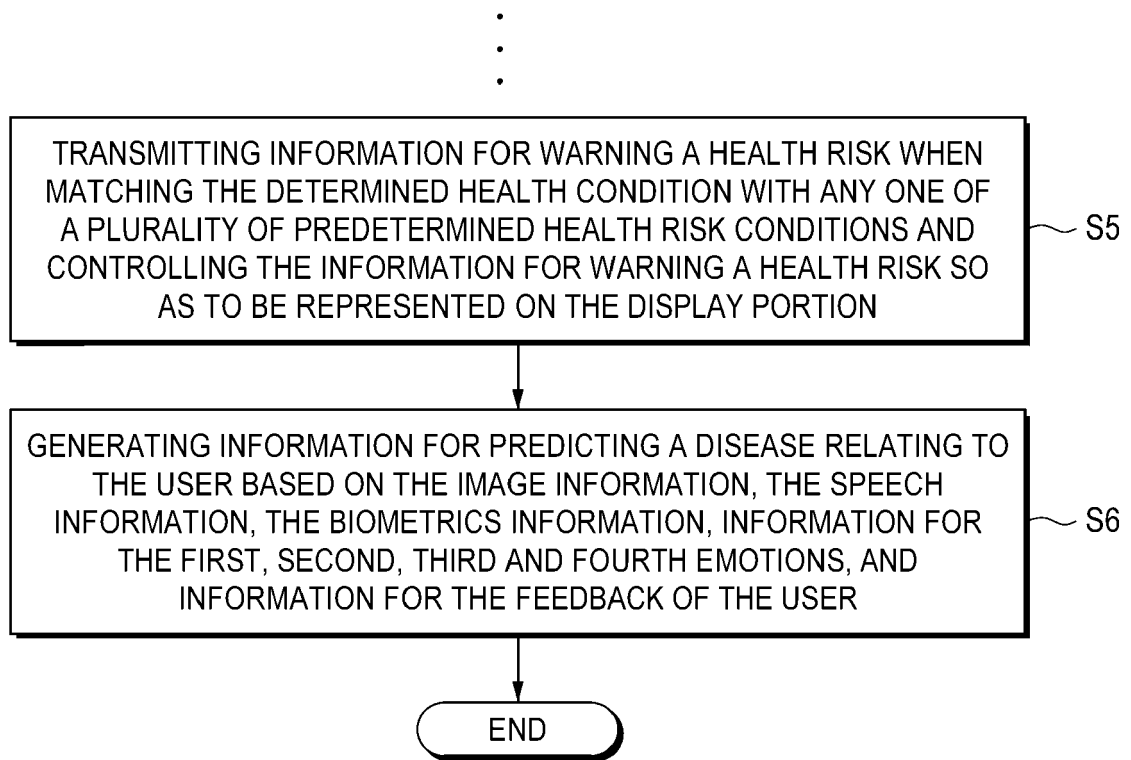 TRANSMITTING INFORMATION FOR WARNING A HEALTH RISK WHEN
MATCHING THE DETERMINED HEALTH CONDITION WITH ANY ONE OF
A PLURALITY OF PREDETERMINED HEALTH RISK CONDITIONS AND
CONTROLLING THE INFORMATION FOR WARNING A HEALTH RISK SO
AS TO BE REPRESENTED ON THE DISPLAY PORTION
S5
GENERATING INFORMATION FOR PREDICTING A DISEASE RELATING TO
THE USER BASED ON THE IMAGE INFORMATION, THE SPEECH
INFORMATION, THE BIOMETRICS INFORMATION, INFORMATION FOR
THE FIRST, SECOND, THIRD AND FOURTH EMOTIONS, AND
INFORMATION FOR THE FEEDBACK OF THE USER
S6
END